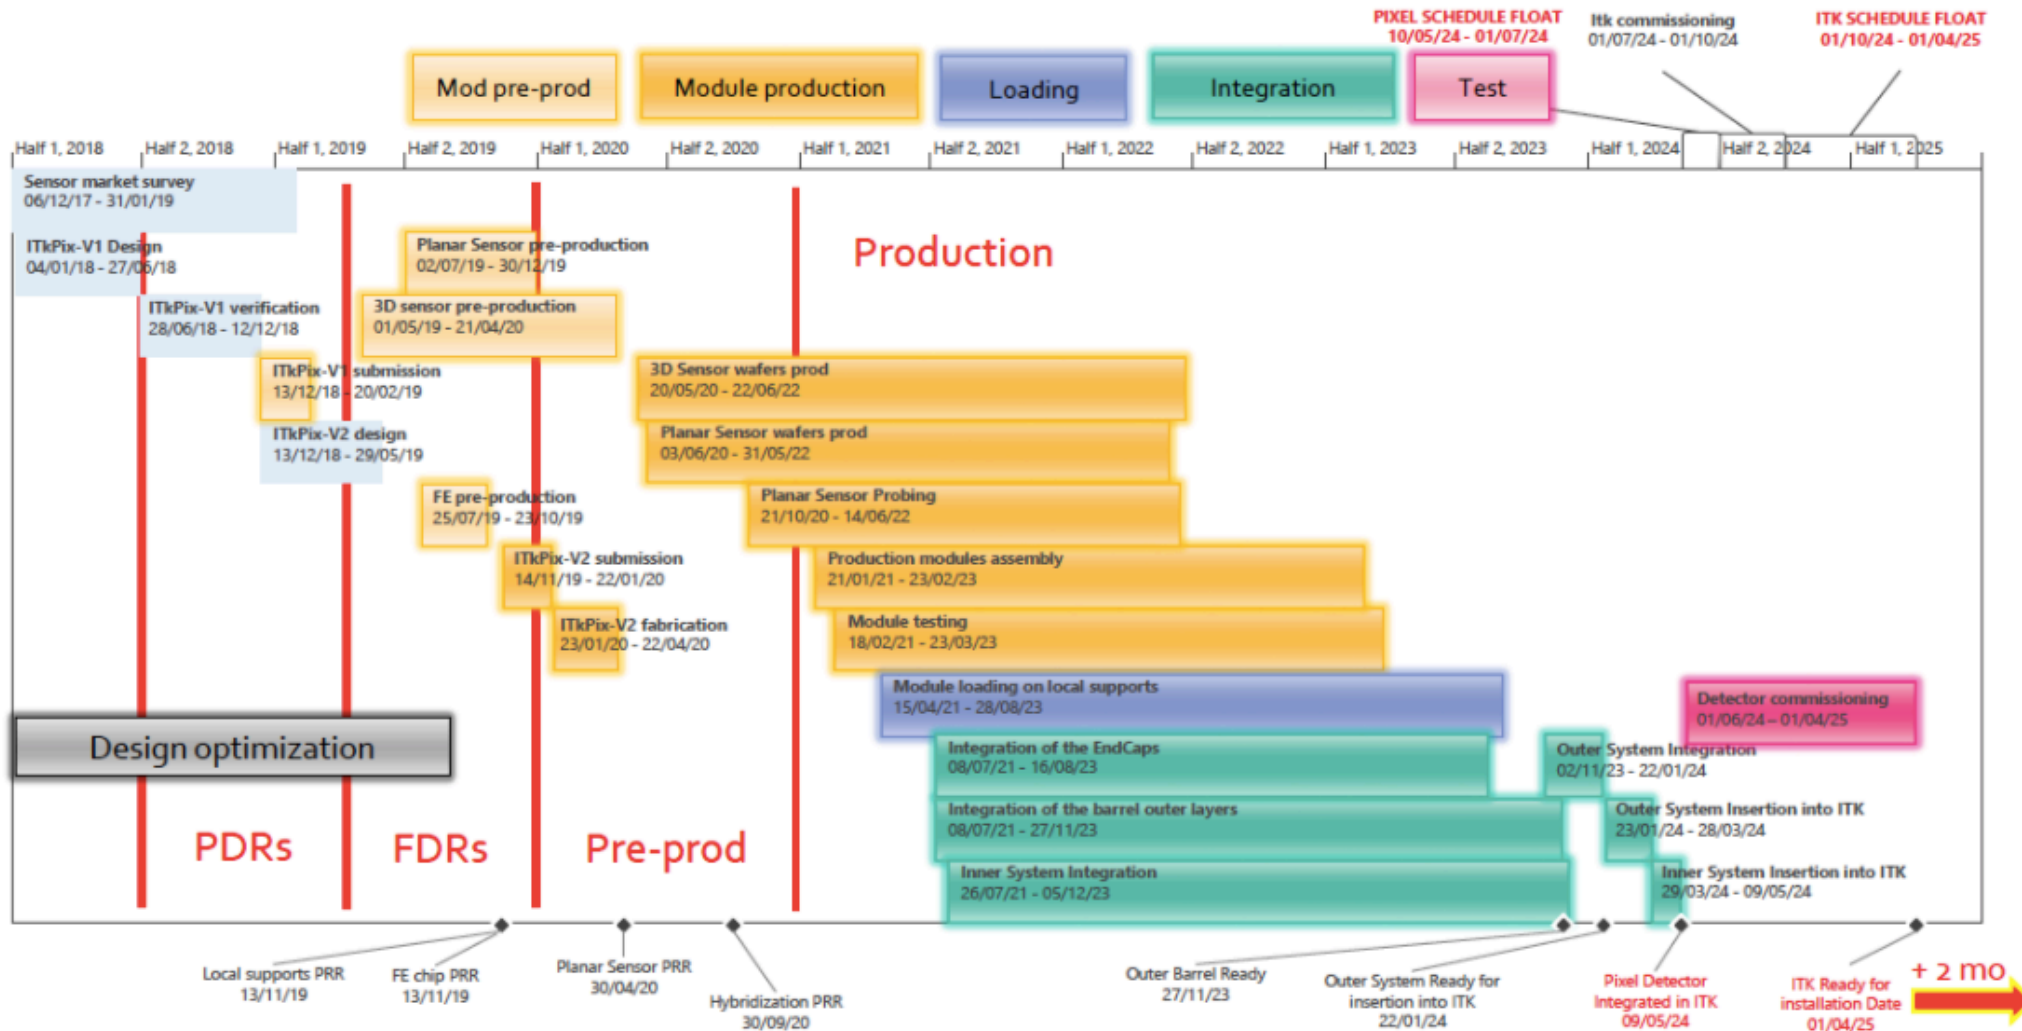 PIXEL SCHEDULE FLOAT
10/05/24 - 01/07/24
Itk commissioning
01/07/24 - 01/10/24
ITK SCHEDULE FLOAT
01/10/24 - 01/04/25
Mod pre-prod
Module production
Loading
Integration
Test
Half 1, 2018
Half 2, 2018
Half 1, 2019
Half 2, 2019
Half 1, 2020
Half 2, 2020
Half 1, 2021
Half 2, 2021
Half 1, 2022
Half 2, 2022
Half 1, 2023
Half 2, 2023
Half 1, 2024
Half 2, 2024
Half 1, 2025
Sensor market survey
06/12/17 - 31/01/19
ITkPix-V1 Design
04/01/18 - 27/06/18
Planar Sensor pre-production
02/07/19 - 30/12/19
Production
ITkPix-V1 verification
28/06/18 - 12/12/18
3D sensor pre-production
01/05/19 - 21/04/20
ITkPix-V1 submission
13/12/18 - 20/02/19
3D Sensor wafers prod
20/05/20 - 22/06/22
ITkPix-V2 design
13/12/18 - 29/05/19
Planar Sensor wafers prod
03/06/20 - 31/05/22
FE pre-production
25/07/19 - 23/10/19
Planar Sensor Probing
21/10/20 - 14/06/22
ITkPix-V2 submission
14/11/19 - 22/01/20
Production modules assembly
21/01/21 - 23/02/23
ITkPix-V2 fabrication
23/01/20 - 22/04/20
Module testing
18/02/21 - 23/03/23
Module loading on local supports
15/04/21 - 28/08/23
Detector commissioning
01/06/24 – 01/04/25
Design optimization
Integration of the EndCaps
08/07/21 - 16/08/23
Outer System Integration
02/11/23 - 22/01/24
Integration of the barrel outer layers
08/07/21 - 27/11/23
Outer System Insertion into ITK
23/01/24 - 28/03/24
PDRs
FDRs
Pre-prod
Inner System Integration
26/07/21 - 05/12/23
Inner System Insertion into ITK
29/03/24 - 09/05/24
Local supports PRR
13/11/19
FE chip PRR
13/11/19
Planar Sensor PRR
30/04/20
Hybridization PRR
30/09/20
Outer Barrel Ready
27/11/23
Outer System Ready for
insertion into ITK
22/01/24
Pixel Detector
Integrated in ITK
09/05/24
ITK Ready for
installation Date
01/04/25
+ 2 mo